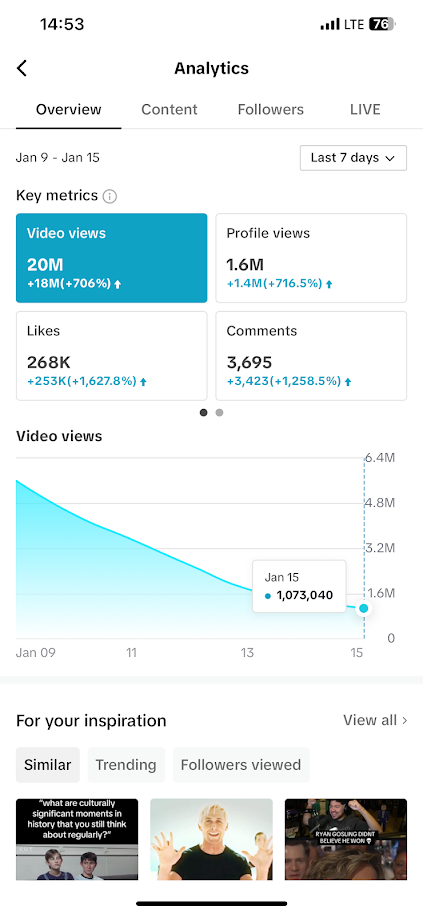 14:53
LTE 76
Analytics
Overview Content Followers LIVE
Jan 9 - Jan 15
Last 7 days
Key metrics
Video views
20M
+18M(+706%)
Profile views
1.6M
+1.4M(+716.5%)
Likes
268K
+253K(+1,627.8%)
Comments
3,695
+3,423(+1,258.5%)
Video views
6.4M
4.8M
3.2M
1.6M
0
Jan 15
1,073,040
Jan 09 11 13 15
For your inspiration
View all
Similar Trending Followers viewed
"what are culturally
significant moments in
history that you still think
about regularly?"
RYAN GOSLING DIDNT
BELIEVE HE WON